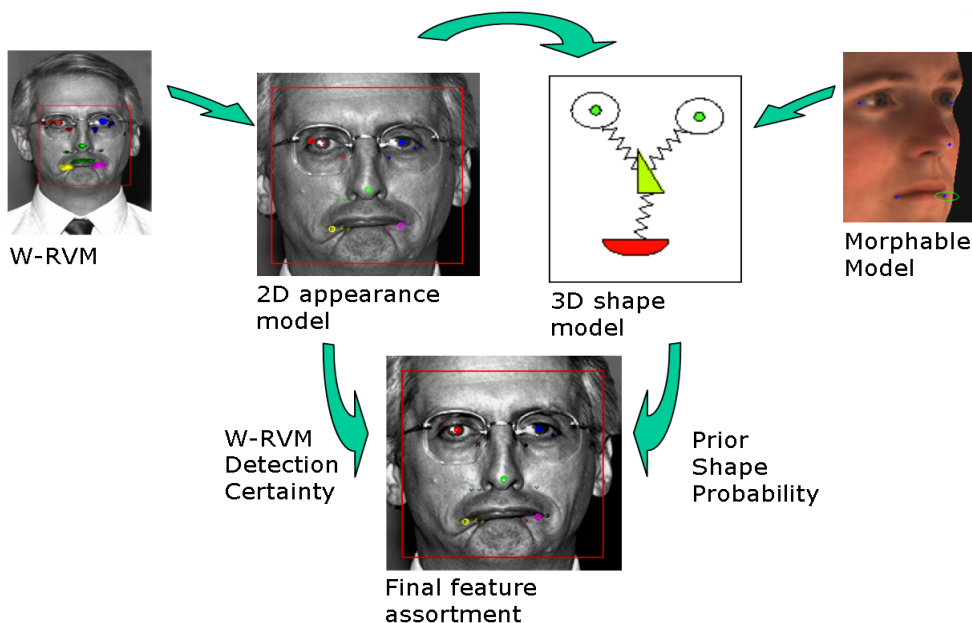 W-RVM
2D appearance
model
3D shape
model
Morphable
Model
W-RVM
Detection
Certainty
Prior
Shape
Probability
Final feature
assortment